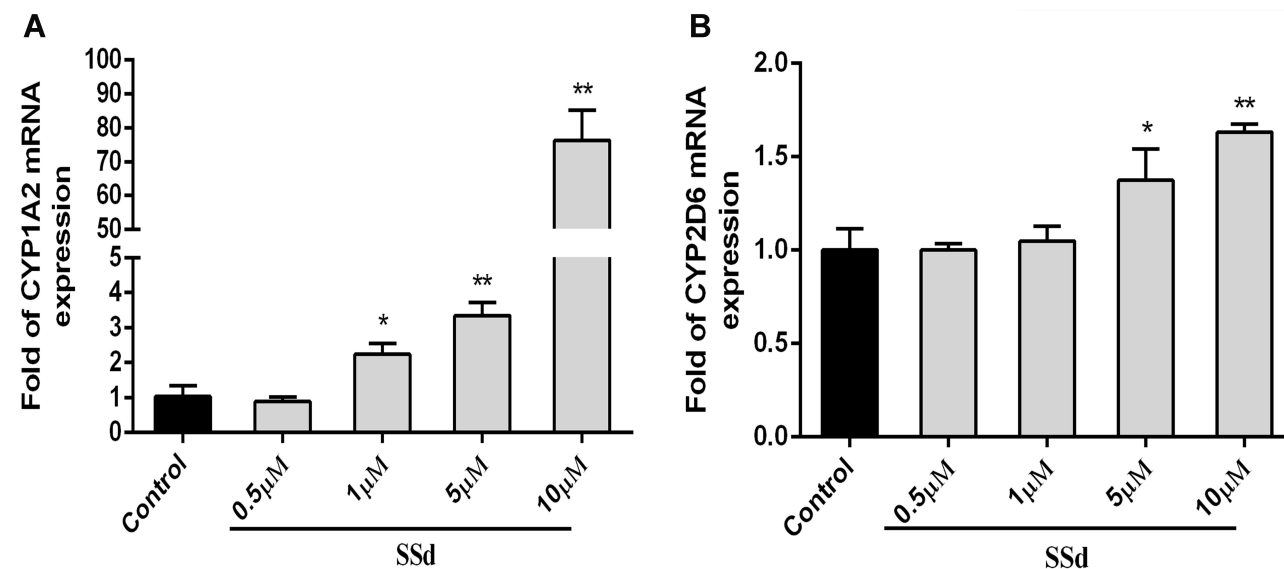 A
Fold of CYP1A2 mRNA
expression
100
90
80
70
60
50
5
4
3
2
1
0
*
**
**
Control
0.5μM
1μM
5μM
10μM
SSd
B
Fold of CYP2D6 mRNA
expression
2.0
1.5
1.0
0.5
0.0
*
**
Control
0.5μM
1μM
5μM
10μM
SSd